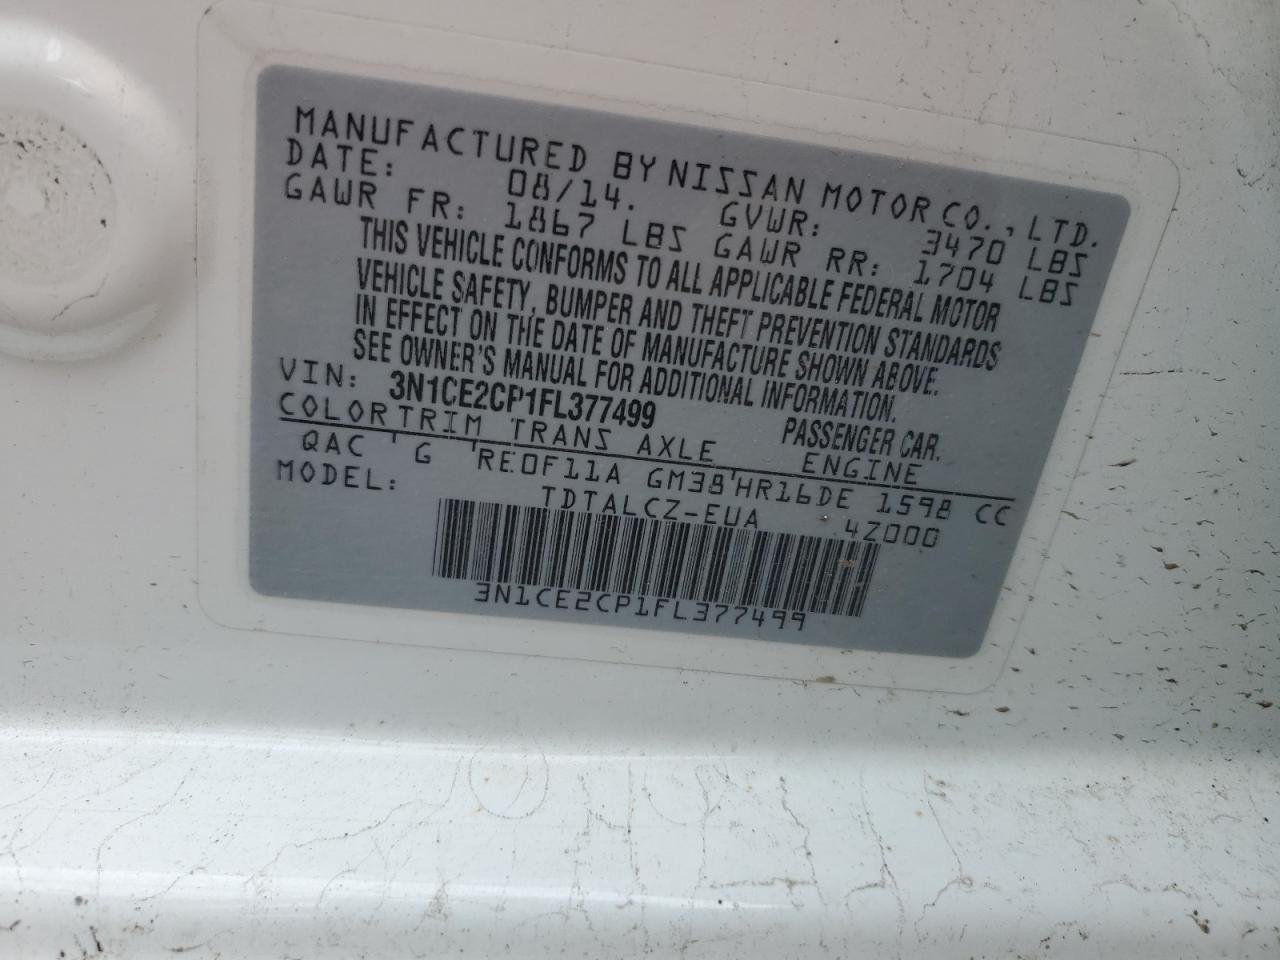 MANUFACTURED BY NISSAN MOTOR CO., LTD.
DATE: 08/14. GVWR: 3470 LBS
GAWR FR: 1867 LBS GAWR RR: 1704 LBS
THIS VEHICLE CONFORMS TO ALL APPLICABLE FEDERAL MOTOR
VEHICLE SAFETY, BUMPER AND THEFT PREVENTION STANDARDS
IN EFFECT ON THE DATE OF MANUFACTURE SHOWN ABOVE.
SEE OWNER'S MANUAL FOR ADDITIONAL INFORMATION.
VIN: 3N1CE2CP1FL377499 PASSENGER CAR.
COLOR TRIM TRANS AXLE ENGINE
QAC G RE0F11A GM38 HR16DE 1598 CC
MODEL: TDTALCZ-EUA 4Z000
3N1CE2CP1FL377499